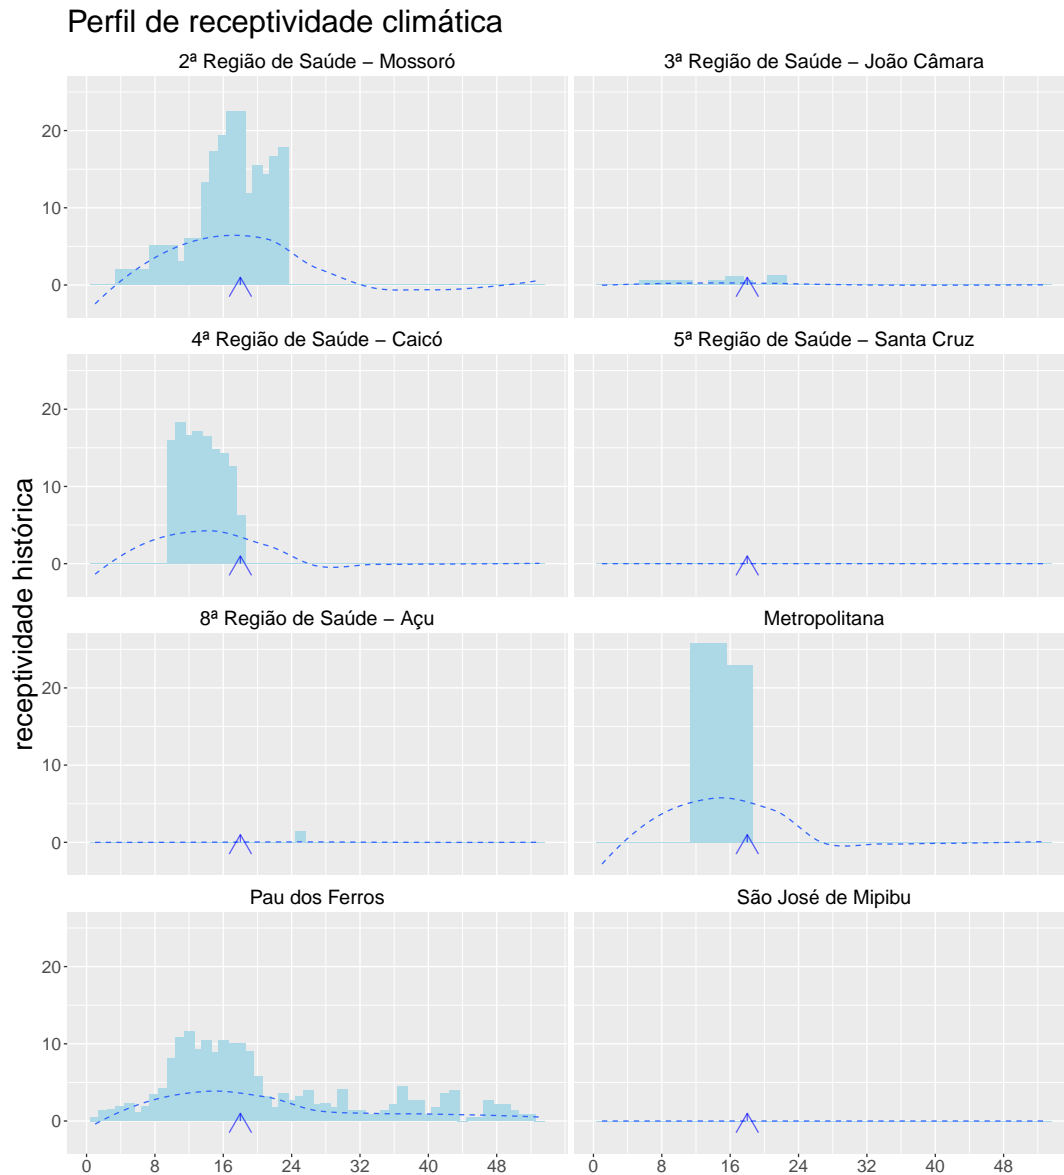 Perfil de receptividade climática
2ª Região de Saúde – Mossoró
3ª Região de Saúde – João Câmara
20
10
0
4ª Região de Saúde – Caicó
5ª Região de Saúde – Santa Cruz
20
10
0
receptividade histórica
8ª Região de Saúde – Açu
Metropolitana
20
10
0
Pau dos Ferros
São José de Mipibu
20
10
0
0 8 16 24 32 40 48
0 8 16 24 32 40 48